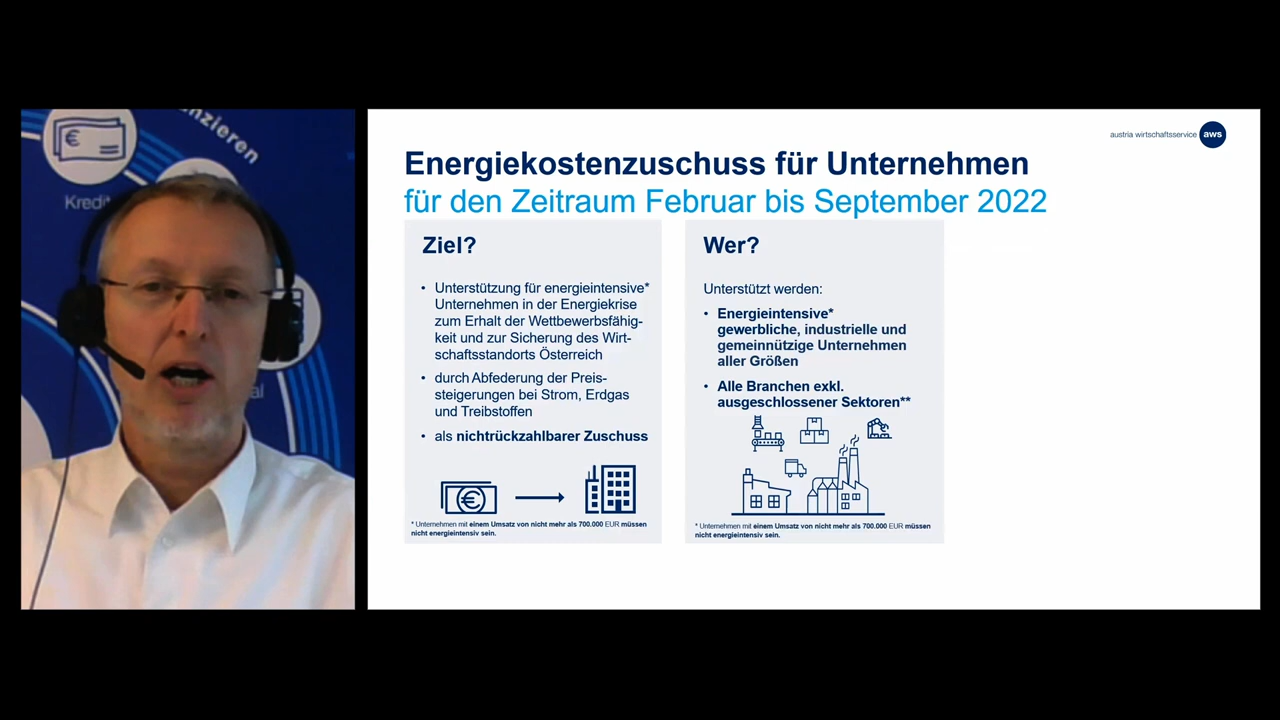 nzieren
€
Kredit
al
austria wirtschaftsservice aws
Energiekostenzuschuss für Unternehmen
für den Zeitraum Februar bis September 2022
Ziel?
• Unterstützung für energieintensive*
Unternehmen in der Energiekrise
zum Erhalt der Wettbewerbsfähig-
keit und zur Sicherung des Wirt-
schaftsstandorts Österreich
• durch Abfederung der Preis-
steigerungen bei Strom, Erdgas
und Treibstoffen
• als nichtrückzahlbarer Zuschuss
€
* Unternehmen mit einem Umsatz von nicht mehr als 700.000 EUR müssen
nicht energieintensiv sein.
Wer?
Unterstützt werden:
• Energieintensive*
gewerbliche, industrielle und
gemeinnützige Unternehmen
aller Größen
• Alle Branchen exkl.
ausgeschlossener Sektoren**
* Unternehmen mit einem Umsatz von nicht mehr als 700.000 EUR müssen
nicht energieintensiv sein.